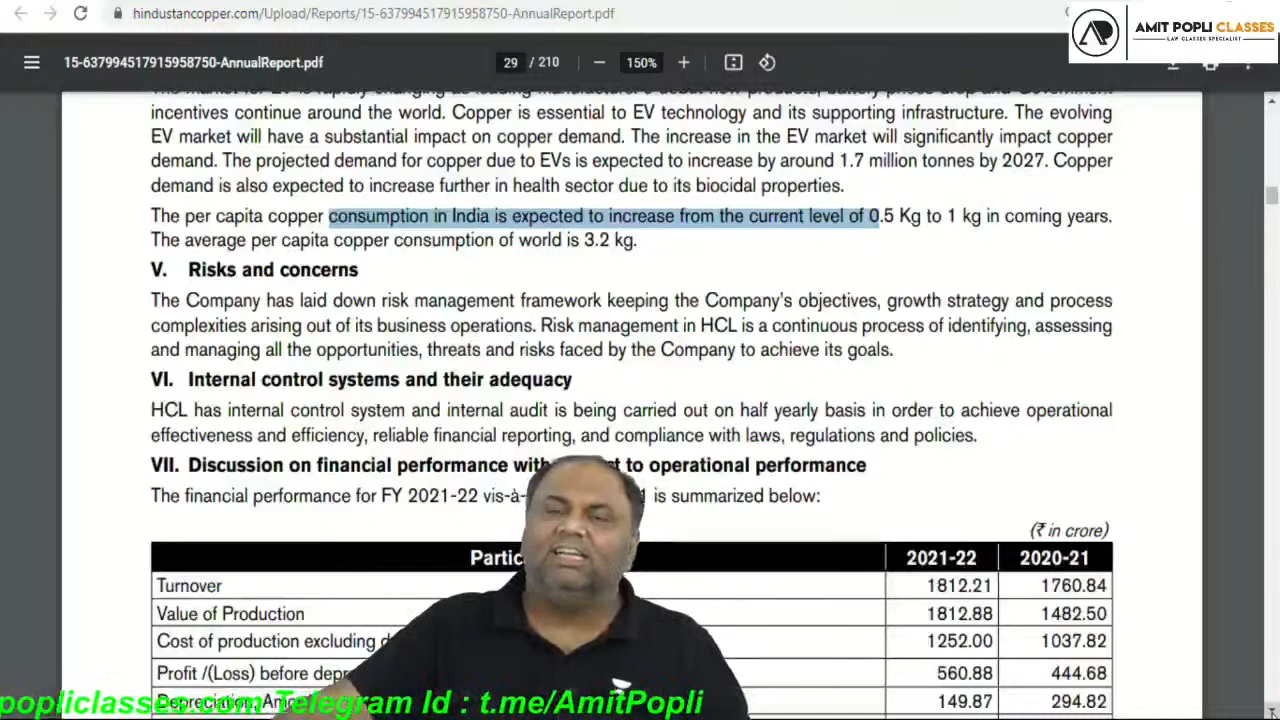 hindustancopper.com/Upload/Reports/15-637994517915958750-AnnualReport.pdf
AMIT POPLI CLASSES
LAW CLASSES SPECIALIST
15-637994517915958750-AnnualReport.pdf
29 / 210
150%
incentives continue around the world. Copper is essential to EV technology and its supporting infrastructure. The evolving
EV market will have a substantial impact on copper demand. The increase in the EV market will significantly impact copper
demand. The projected demand for copper due to EVs is expected to increase by around 1.7 million tonnes by 2027. Copper
demand is also expected to increase further in health sector due to its biocidal properties.
The per capita copper consumption in India is expected to increase from the current level of 0.5 Kg to 1 kg in coming years.
The average per capita copper consumption of world is 3.2 kg.
V. Risks and concerns
The Company has laid down risk management framework keeping the Company's objectives, growth strategy and process
complexities arising out of its business operations. Risk management in HCL is a continuous process of identifying, assessing
and managing all the opportunities, threats and risks faced by the Company to achieve its goals.
VI. Internal control systems and their adequacy
HCL has internal control system and internal audit is being carried out on half yearly basis in order to achieve operational
effectiveness and efficiency, reliable financial reporting, and compliance with laws, regulations and policies.
VII. Discussion on financial performance with to operational performance
The financial performance for FY 2021-22 vis-à- is summarized below:
(₹ in crore)
2021-22 2020-21
Turnover 1812.21 1760.84
Value of Production 1812.88 1482.50
Cost of production excluding 1252.00 1037.82
Profit /(Loss) before 560.88 444.68
Depreciation, 149.87 294.82
popliclasses.com Telegram Id : t.me/AmitPopli